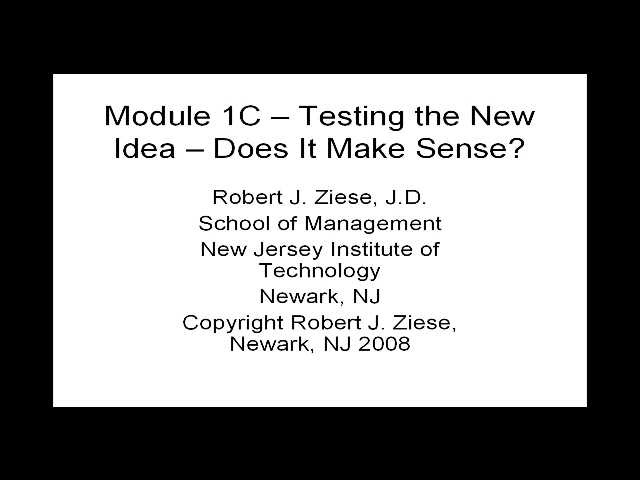 Module 1C – Testing the New
Idea – Does It Make Sense?
Robert J. Ziese, J.D.
School of Management
New Jersey Institute of
Technology
Newark, NJ
Copyright Robert J. Ziese,
Newark, NJ 2008